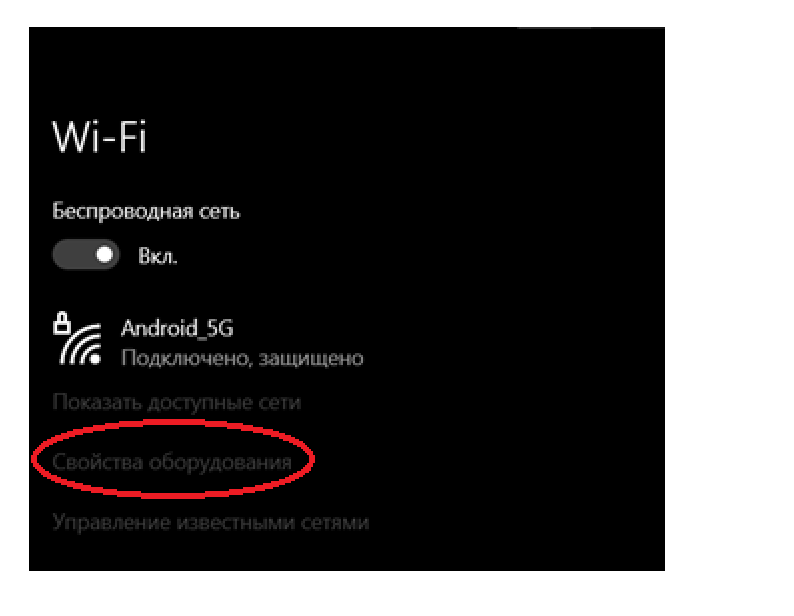 Wi-Fi
Беспроводная сеть
Вкл.
Android_5G
Подключено, защищено
Показать доступные сети
Свойства оборудования
Управление известными сетями